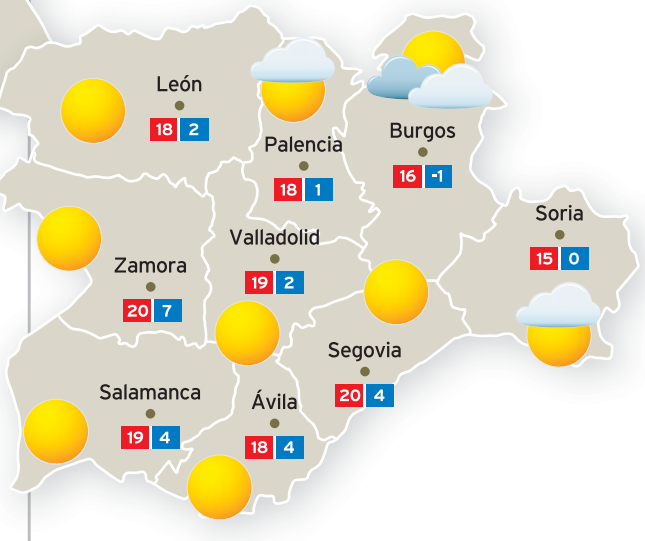 León
18 2
Palencia
18 1
Burgos
16 -1
Soria
15 0
Zamora
20 7
Valladolid
19 2
Segovia
20 4
Salamanca
19 4
Ávila
18 4